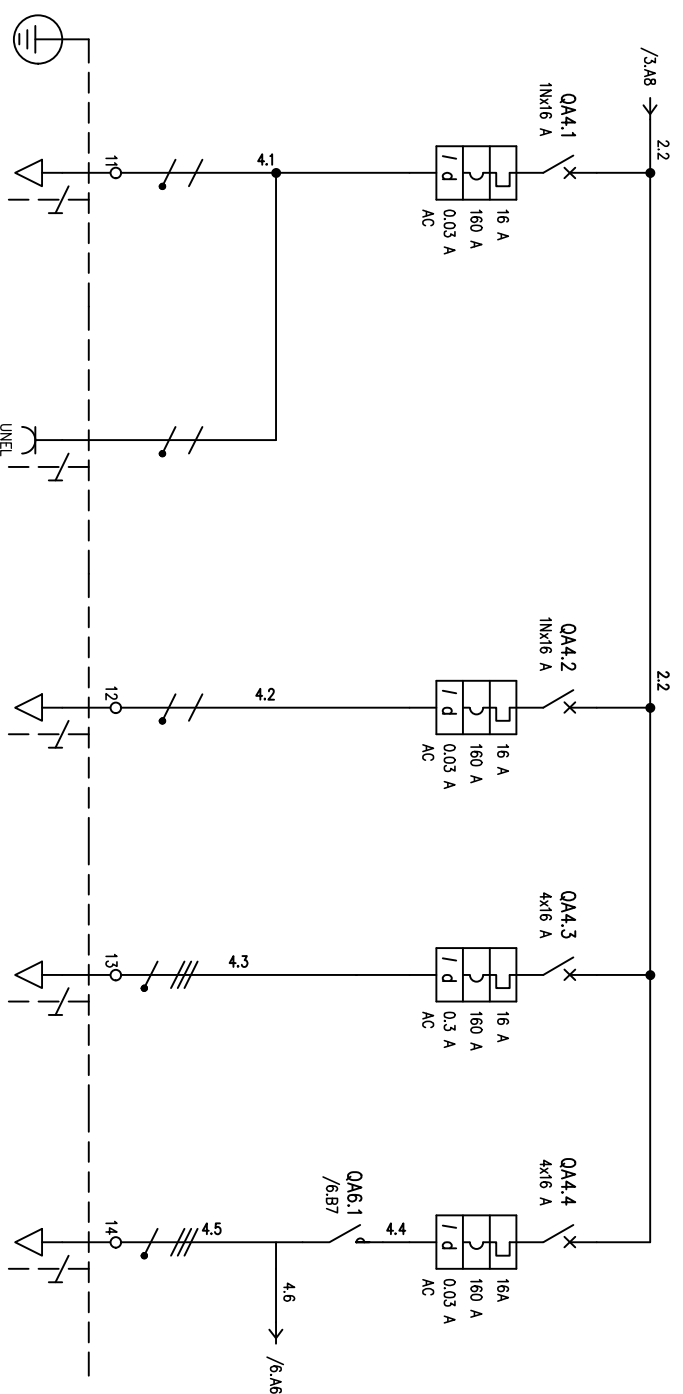 /3.A8
2.2
2.2
QA4.1
1Nx16 A
16 A
160 A
I d
0.03 A
AC
4.1
11
UNEL
QA4.2
1Nx16 A
16 A
160 A
I d
0.03 A
AC
4.2
12
QA4.3
4x16 A
16 A
160 A
I d
0.3 A
AC
4.3
13
QA4.4
4x16 A
16A
160 A
I d
0.03 A
AC
4.4
QA6.1
/6.B7
4.6
/6.A6
4.5
14